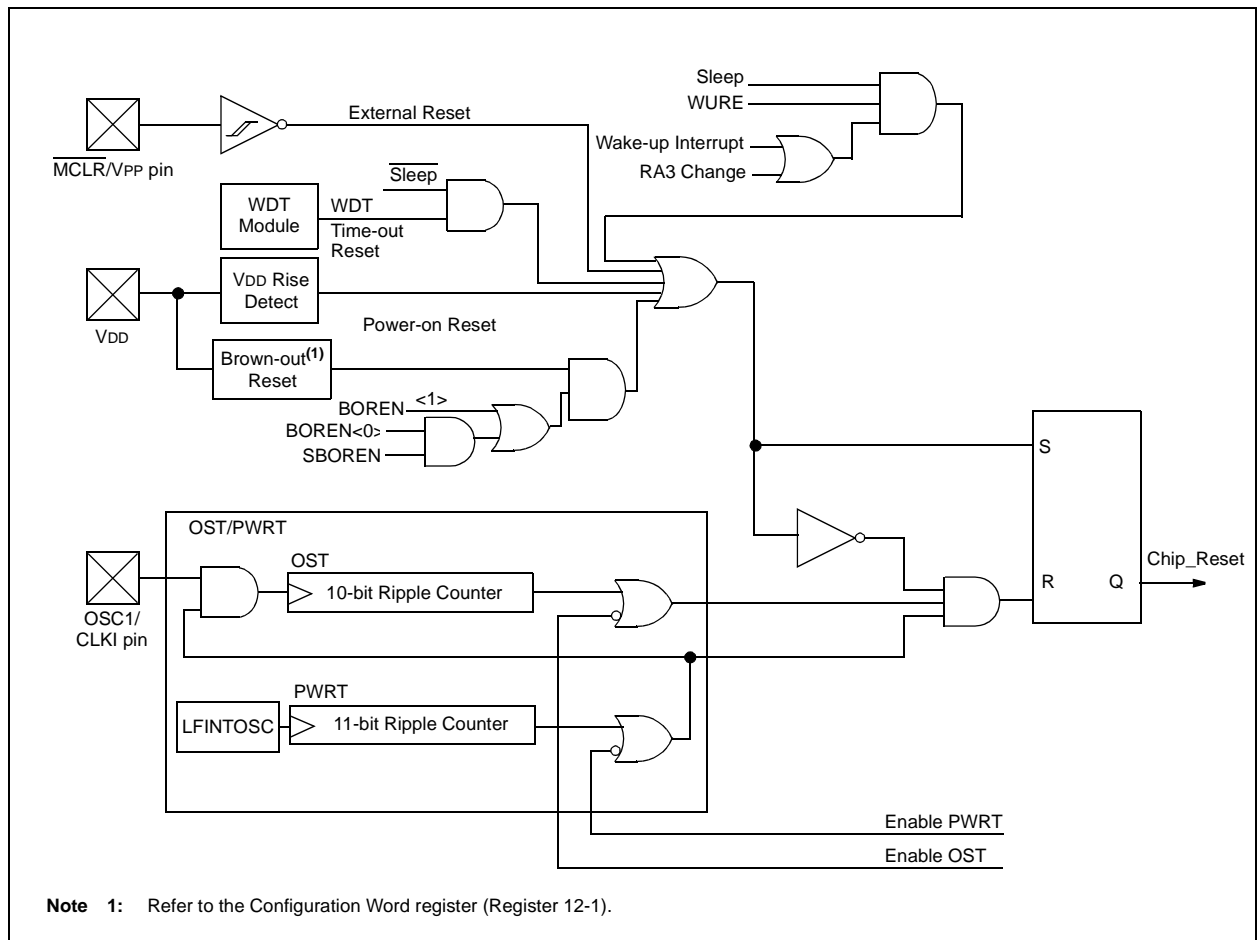 Sleep
WURE
External Reset
Wake-up Interrupt
RA3 Change
MCLR/VPP pin
Sleep
WDT
Module
WDT
Time-out
Reset
VDD Rise
Detect
VDD
Power-on Reset
Brown-out(1)
Reset
BOREN <1>
BOREN<0>
SBOREN
S
OST/PWRT
OST
10-bit Ripple Counter
OSC1/
CLKI pin
Chip_Reset
R Q
PWRT
LFINTOSC
11-bit Ripple Counter
Enable PWRT
Enable OST
Note 1: Refer to the Configuration Word register (Register 12-1).